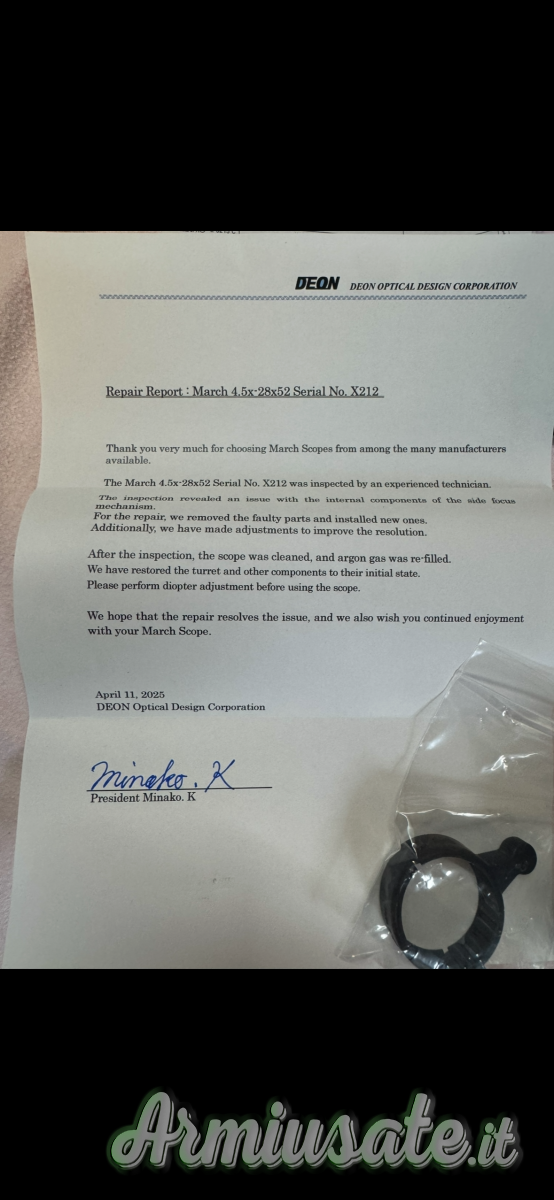 DEON DEON OPTICAL DESIGN CORPORATION
Repair Report : March 4.5x-28x52 Serial No. X212
Thank you very much for choosing March Scopes from among the many manufacturers
available.
The March 4.5x-28x52 Serial No. X212 was inspected by an experienced technician.
The inspection revealed an issue with the internal components of the side focus
mechanism.
For the repair, we removed the faulty parts and installed new ones.
Additionally, we have made adjustments to improve the resolution.
After the inspection, the scope was cleaned, and argon gas was re-filled.
We have restored the turret and other components to their initial state.
Please perform diopter adjustment before using the scope.
We hope that the repair resolves the issue, and we also wish you continued enjoyment
with your March Scope.
April 11, 2025
DEON Optical Design Corporation
Minako. K
President Minako. K
Armiusate.it